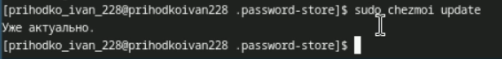 [prihodko_ivan_228@prihodkoivan228 .password-store]$ sudo chezmoi update
Уже актуально.
[prihodko_ivan_228@prihodkoivan228 .password-store]$